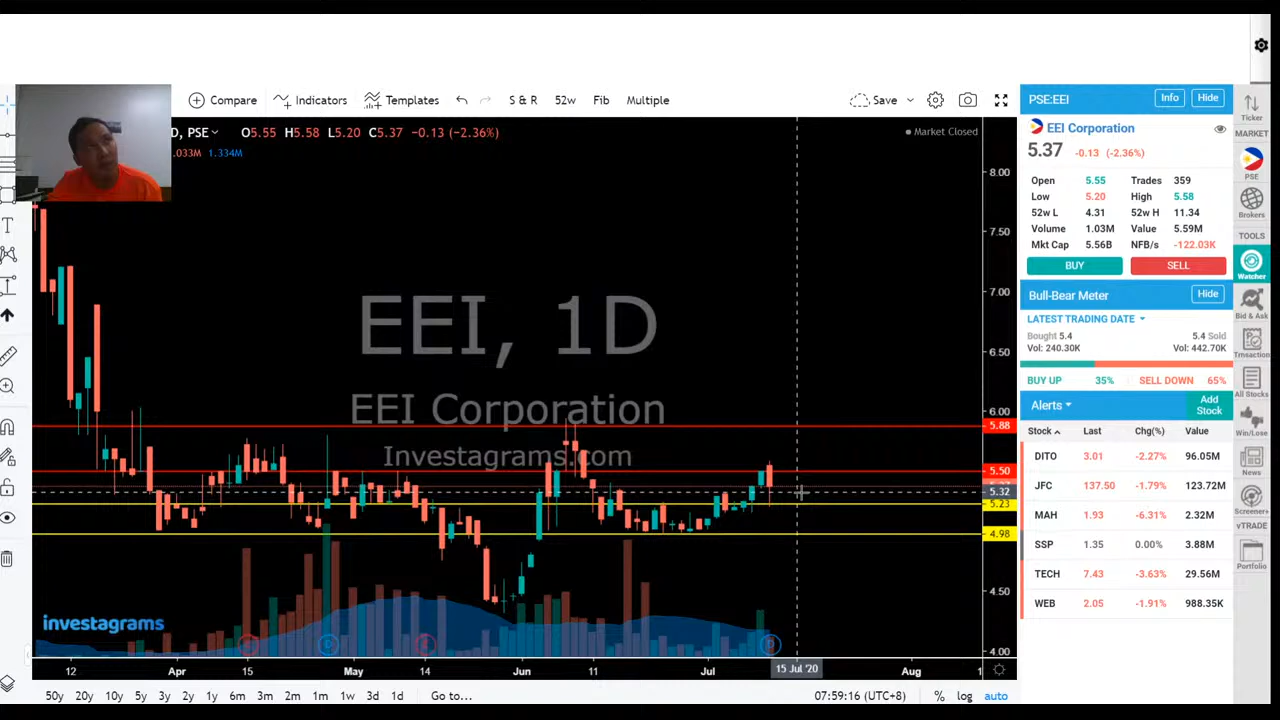 Compare
Indicators
Templates
S & R
52w
Fib
Multiple
Save
D, PSE
O5.55 H5.58 L5.20 C5.37 −0.13 (−2.36%)
.033M 1.334M
Market Closed
EEI, 1D
EEI Corporation
Investagrams.com
investagrams
8.00
7.50
7.00
6.50
6.00
5.88
5.50
5.32
5.23
4.98
4.50
4.00
12
Apr
15
May
14
Jun
11
Jul
15 Jul '20
Aug
50y
20y
10y
5y
3y
2y
1y
6m
3m
2m
1m
1w
3d
1d
Go to...
07:59:16 (UTC+8)
%
log
auto
PSE:EEI
Info
Hide
EEI Corporation
5.37 -0.13 (-2.36%)
Open 5.55 Trades 359
Low 5.20 High 5.58
52w L 4.31 52w H 11.34
Volume 1.03M Value 5.59M
Mkt Cap 5.56B NFB/s -122.03K
BUY SELL
Bull-Bear Meter Hide
LATEST TRADING DATE
Bought 5.4 5.4 Sold
Vol: 240.30K Vol: 442.70K
BUY UP 35% SELL DOWN 65%
Alerts
Add
Stock
Stock Last Chg(%) Value
DITO 3.01 -2.27% 96.05M
JFC 137.50 -1.79% 123.72M
MAH 1.93 -6.31% 2.32M
SSP 1.35 0.00% 3.88M
TECH 7.43 -3.63% 29.56M
WEB 2.05 -1.91% 988.35K
Ticker
MARKET
PSE
Brokers
TOOLS
Watcher
Bid & Ask
Trnsaction
All Stocks
Win/Lose
News
Screener+
vTRADE
Portfolio